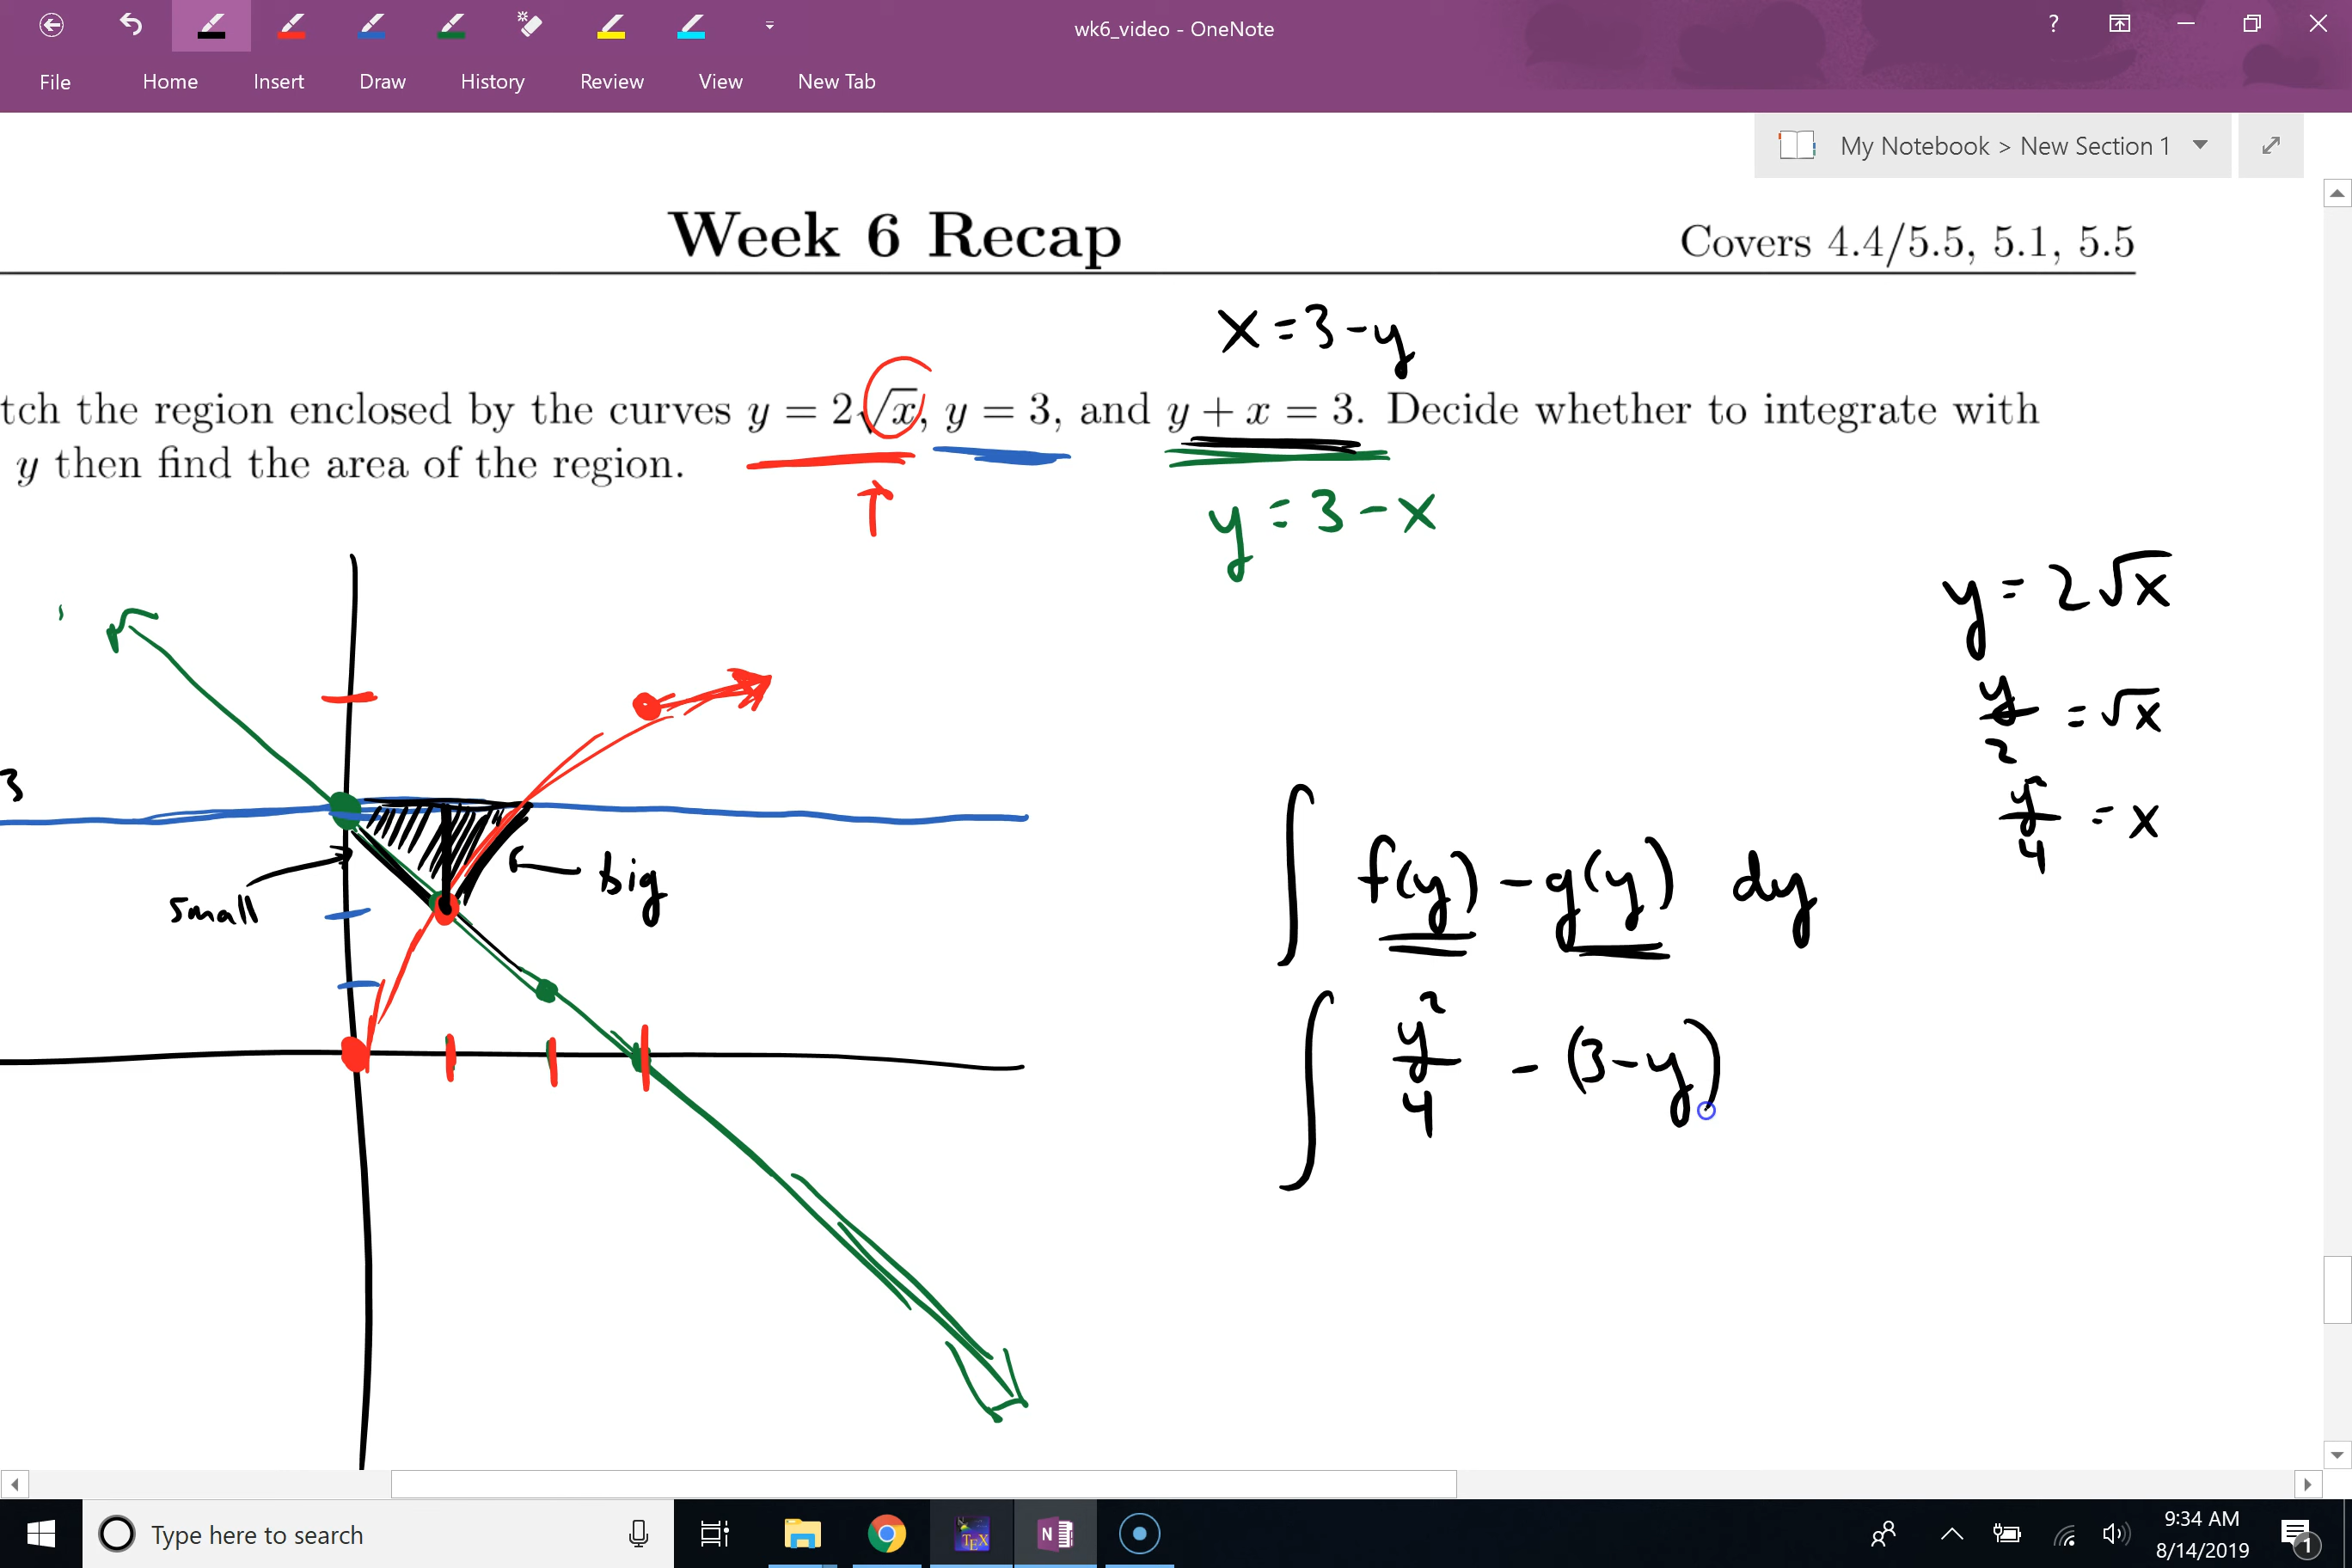 wk6_video - OneNote
?
File Home Insert Draw History Review View New Tab
My Notebook > New Section 1
Week 6 Recap
Covers 4.4/5.5, 5.1, 5.5
x = 3 - y
tch the region enclosed by the curves y = 2√x, y = 3, and y + x = 3. Decide whether to integrate with
y then find the area of the region.
y = 3 - x
y = 2√x
y/2 = √x
y²/4 = x
3
small
big
∫ f(y) - g(y) dy
∫ y²/4 - (3 - y)
Type here to search
TEX
N
9:34 AM
8/14/2019
1